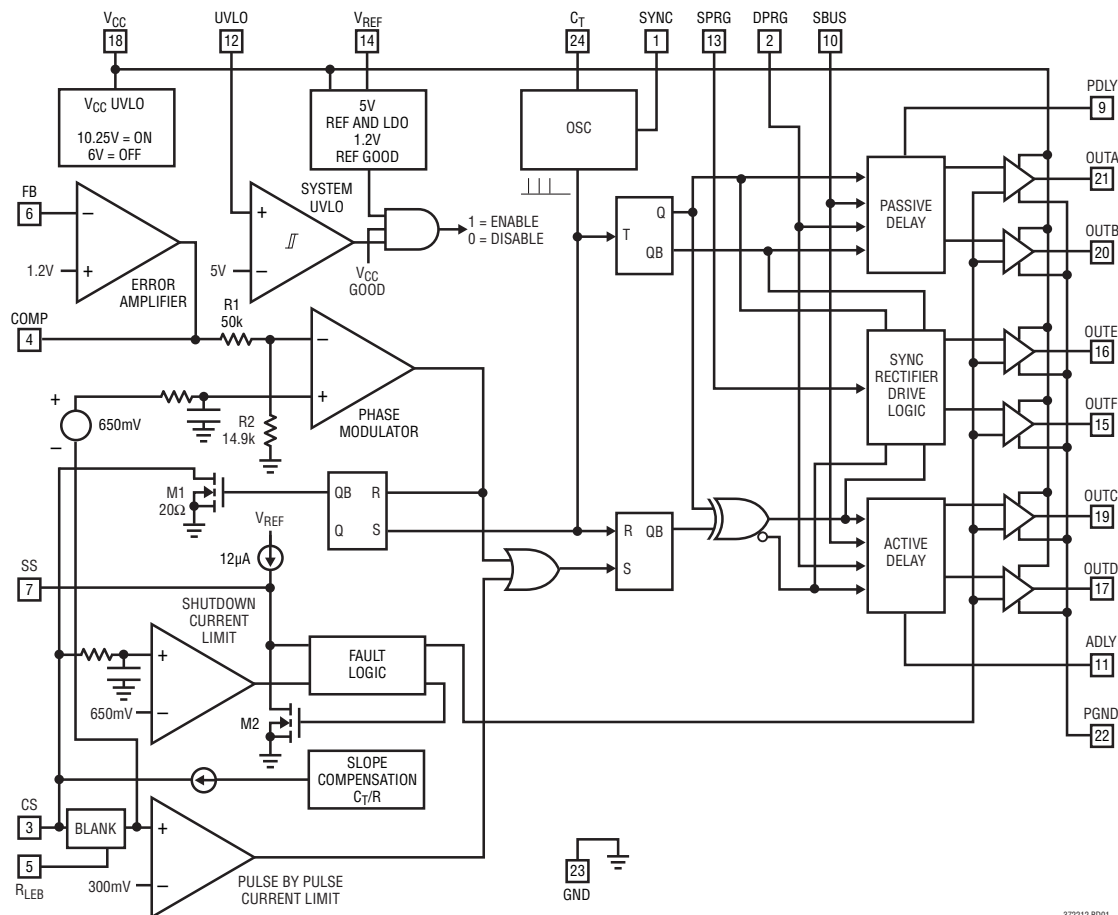 VCC
18
UVLO
12
VREF
14
CT
24
SYNC
1
SPRG
13
DPRG
2
SBUS
10
VCC UVLO
10.25V = ON
6V = OFF
5V
REF AND LDO
1.2V
REF GOOD
OSC
PDLY
9
FB
6
–
+
1.2V
ERROR
AMPLIFIER
SYSTEM
UVLO
+
–
5V
VCC
GOOD
1 = ENABLE
0 = DISABLE
T
Q
QB
PASSIVE
DELAY
OUTA
21
OUTB
20
COMP
4
R1
50k
–
+
PHASE
MODULATOR
R2
14.9k
+
650mV
–
SYNC
RECTIFIER
DRIVE
LOGIC
OUTE
16
OUTF
15
M1
20Ω
QB
R
Q
S
R
QB
S
ACTIVE
DELAY
OUTC
19
OUTD
17
VREF
12µA
SS
7
SHUTDOWN
CURRENT
LIMIT
+
650mV
–
FAULT
LOGIC
M2
ADLY
11
PGND
22
SLOPE
COMPENSATION
CT/R
CS
3
BLANK
+
5
RLEB
300mV
–
PULSE BY PULSE
CURRENT LIMIT
23
GND
372212 BD01